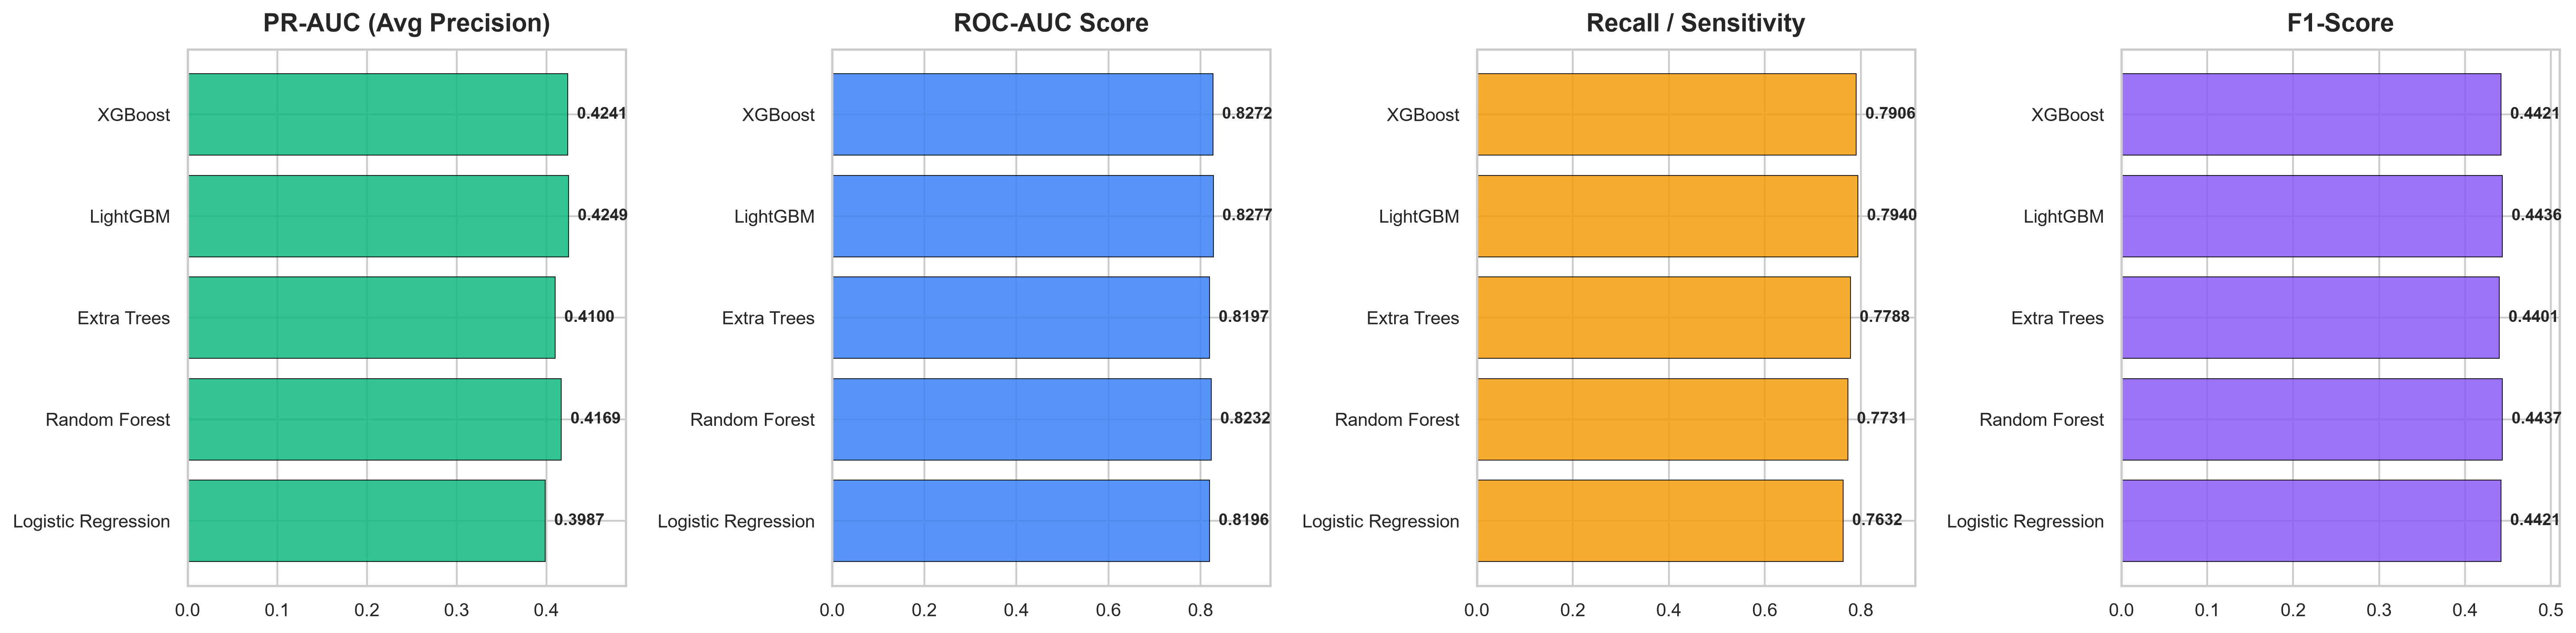 PR-AUC (Avg Precision)
XGBoost
0.4241
LightGBM
0.4249
Extra Trees
0.4100
Random Forest
0.4169
Logistic Regression
0.3987
0.0 0.1 0.2 0.3 0.4
ROC-AUC Score
XGBoost
0.8272
LightGBM
0.8277
Extra Trees
0.8197
Random Forest
0.8232
Logistic Regression
0.8196
0.0 0.2 0.4 0.6 0.8
Recall / Sensitivity
XGBoost
0.7906
LightGBM
0.7940
Extra Trees
0.7788
Random Forest
0.7731
Logistic Regression
0.7632
0.0 0.2 0.4 0.6 0.8
F1-Score
XGBoost
0.4421
LightGBM
0.4436
Extra Trees
0.4401
Random Forest
0.4437
Logistic Regression
0.4421
0.0 0.1 0.2 0.3 0.4 0.5